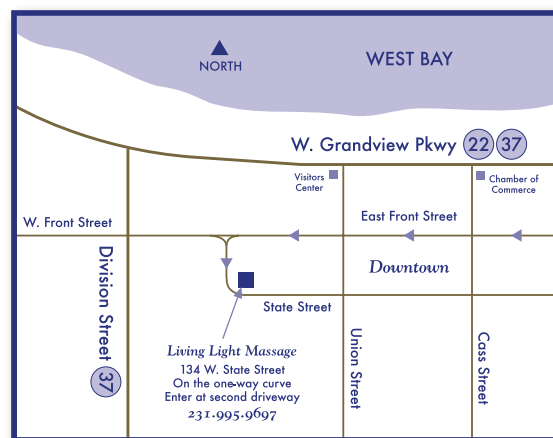 NORTH
WEST BAY
W. Grandview Pkwy 22 37
Visitors
Center
Chamber of
Commerce
W. Front Street
East Front Street
Downtown
Division Street 37
State Street
Union Street
Cass Street
Living Light Massage
134 W. State Street
On the one-way curve
Enter at second driveway
231.995.9697